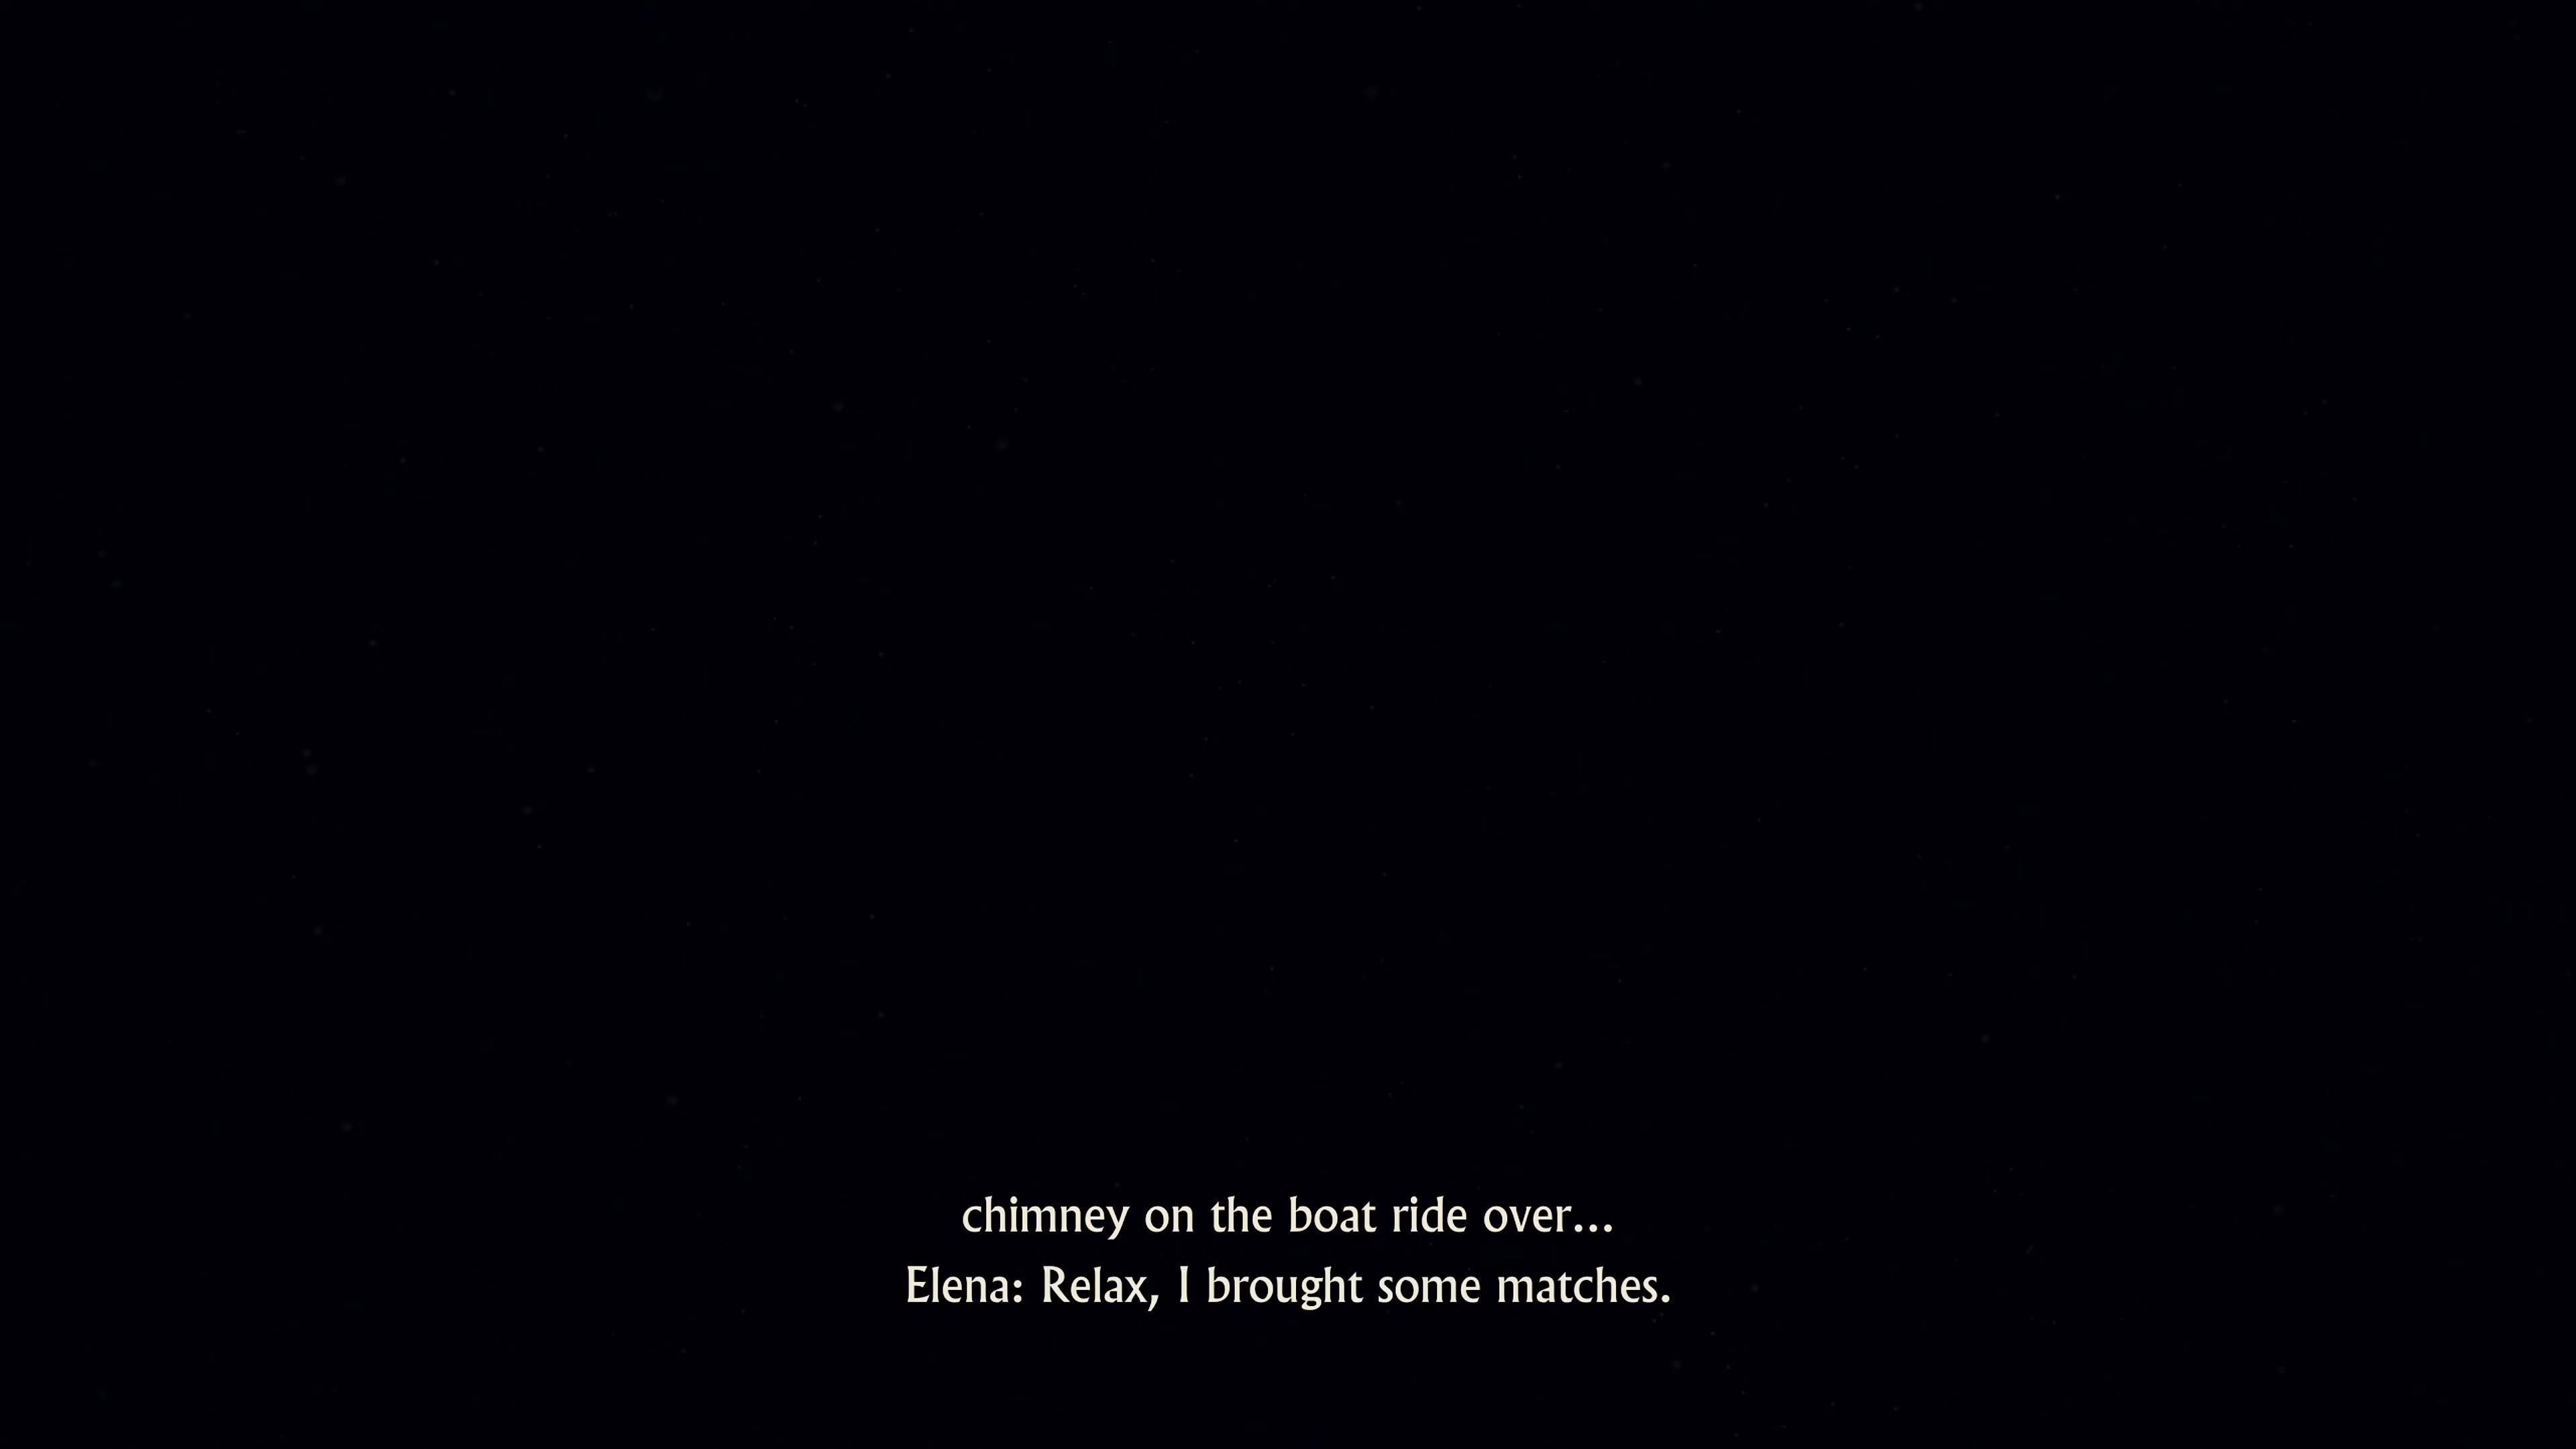 chimney on the boat ride over...
Elena: Relax, I brought some matches.